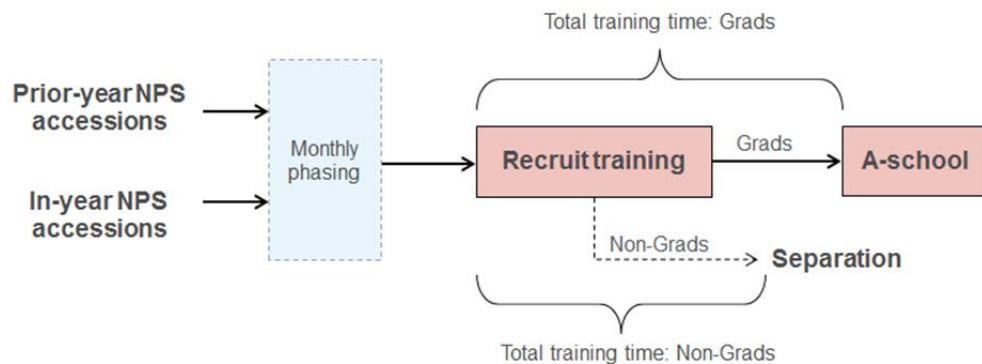 Total training time: Grads
Prior-year NPS
accessions
Monthly
phasing
Recruit training
Grads
A-school
In-year NPS
accessions
Non-Grads
Separation
Total training time: Non-Grads